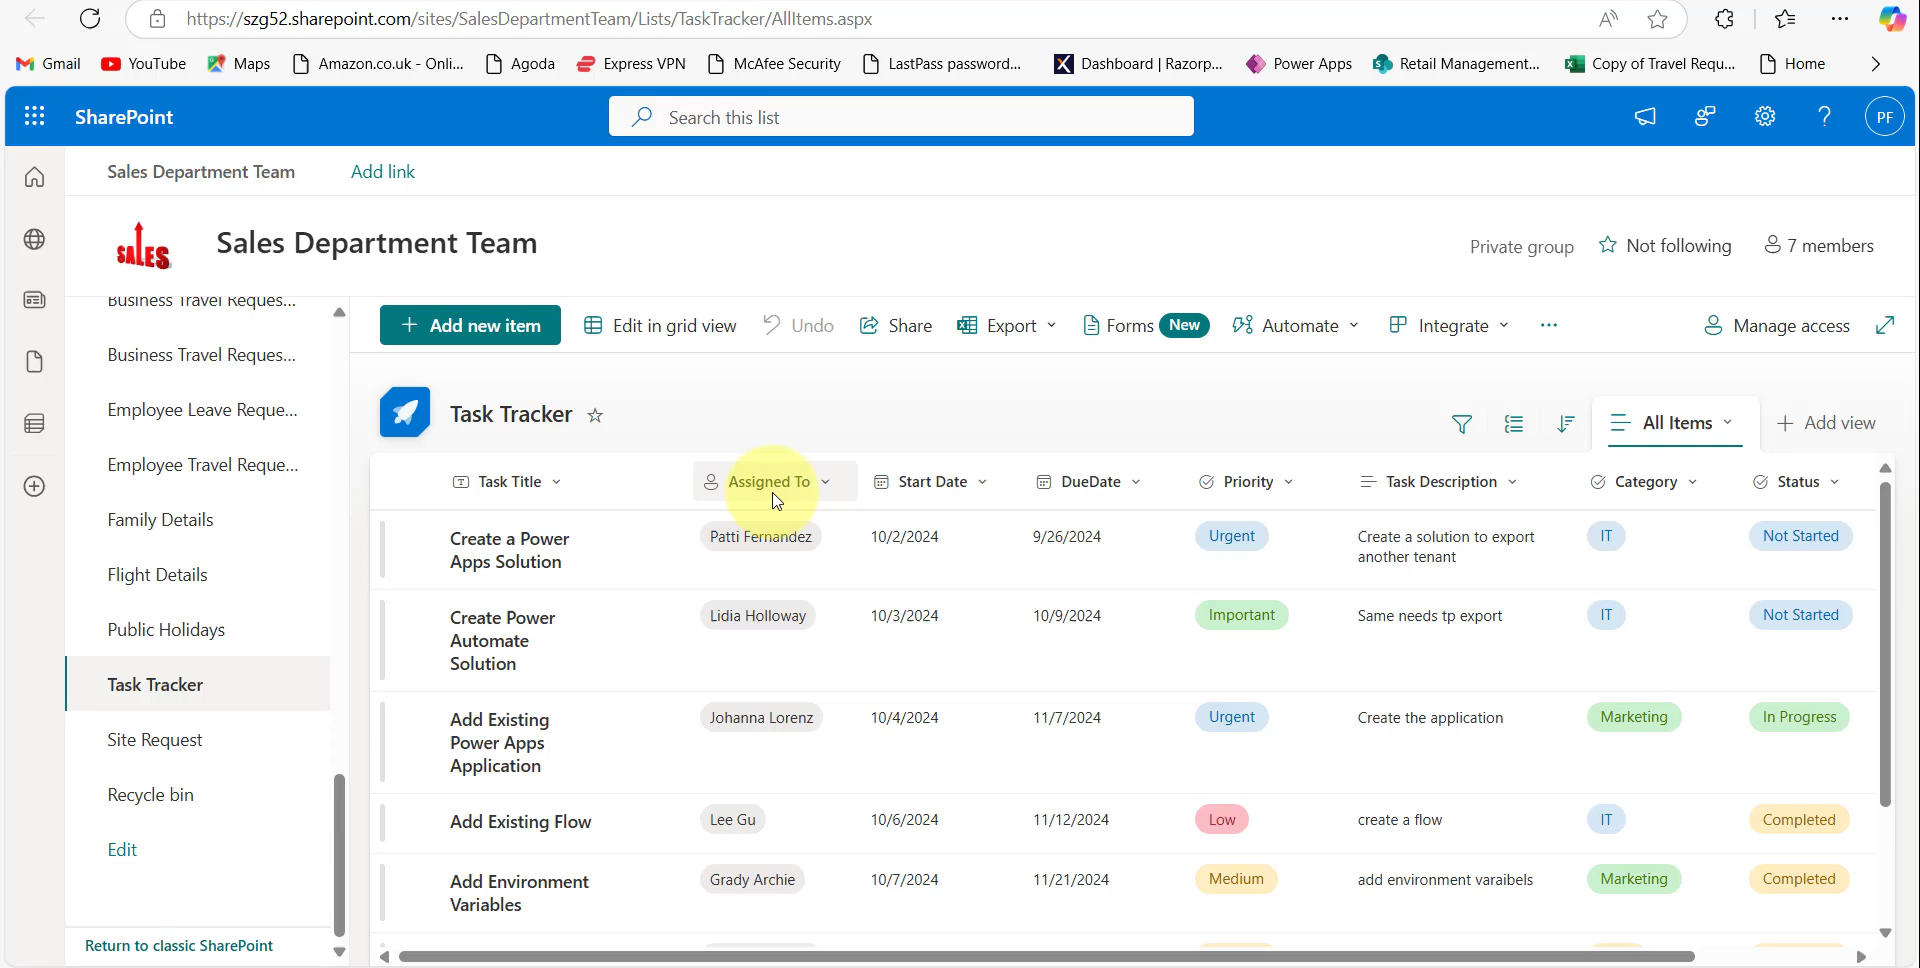 https://szg52.sharepoint.com/sites/SalesDepartmentTeam/Lists/TaskTracker/AllItems.aspx
Gmail YouTube Maps Amazon.co.uk - Onli... Agoda Express VPN McAfee Security LastPass password... Dashboard | Razorp... Power Apps Retail Management... Copy of Travel Requ... Home
SharePoint Search this list PF
Sales Department Team Add link
SALES Sales Department Team Private group Not following 7 members
Business Travel Reques...
Business Travel Reques...
Employee Leave Reque...
Employee Travel Reque...
Family Details
Flight Details
Public Holidays
Task Tracker
Site Request
Recycle bin
Edit
Return to classic SharePoint
Add new item Edit in grid view Undo Share Export Forms New Automate Integrate ... Manage access
Task Tracker All Items Add view
Task Title Assigned To Start Date DueDate Priority Task Description Category Status
Create a Power Patti Fernandez 10/2/2024 9/26/2024 Urgent Create a solution to export IT Not Started
Apps Solution another tenant
Create Power Lidia Holloway 10/3/2024 10/9/2024 Important Same needs tp export IT Not Started
Automate
Solution
Add Existing Johanna Lorenz 10/4/2024 11/7/2024 Urgent Create the application Marketing In Progress
Power Apps
Application
Add Existing Flow Lee Gu 10/6/2024 11/12/2024 Low create a flow IT Completed
Add Environment Grady Archie 10/7/2024 11/21/2024 Medium add environment varaibels Marketing Completed
Variables